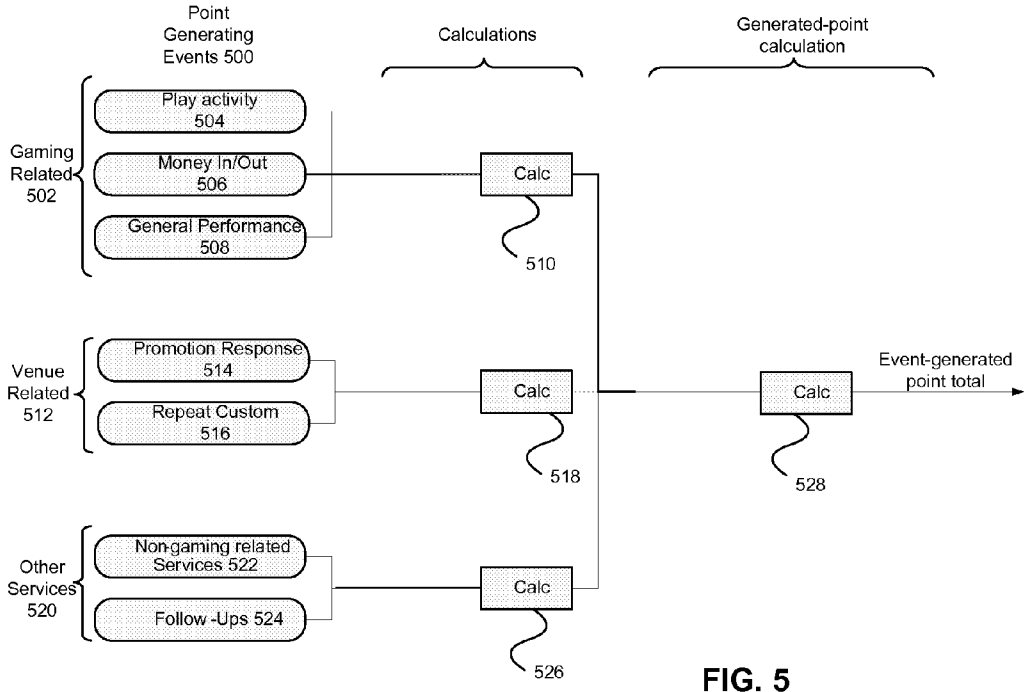 Point
Generating
Events 500
Calculations
Generated-point
calculation
Gaming
Related
502
Play activity
504
Money In/Out
506
General Performance
508
Calc
510
Venue
Related
512
Promotion Response
514
Repeat Custom
516
Calc
518
Calc
528
Event-generated
point total
Other
Services
520
Non-gaming related
Services 522
Follow -Ups 524
Calc
526
FIG. 5